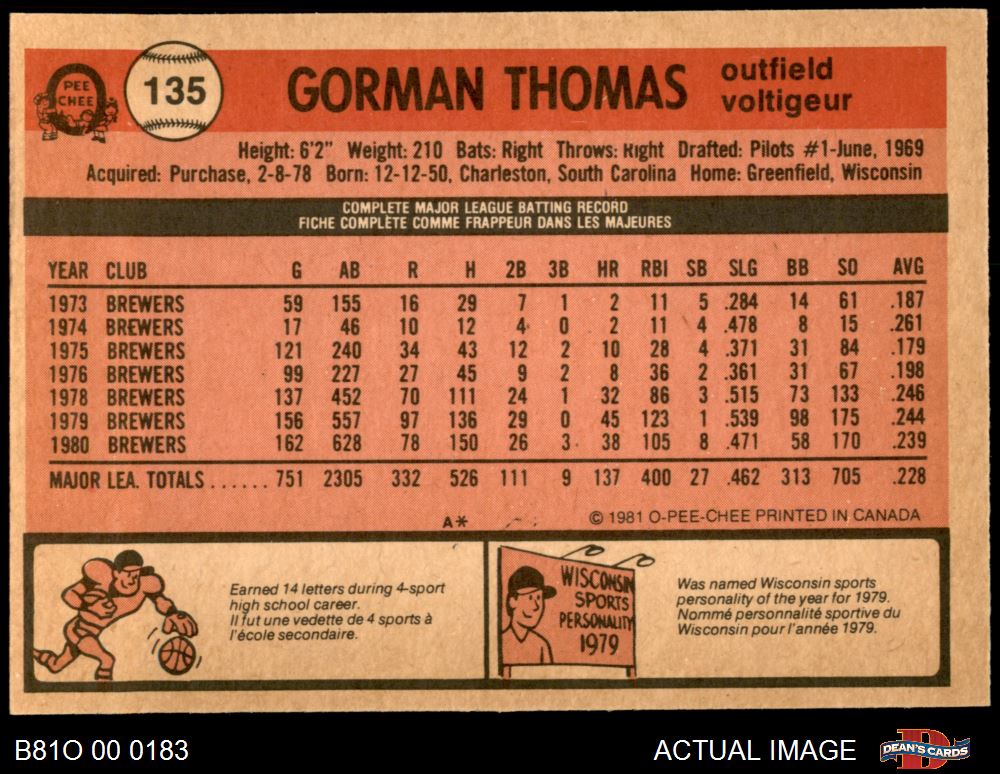 PEE
CHEE
135
GORMAN THOMAS
outfield
voltigeur
Height: 6'2" Weight: 210 Bats: Right Throws: Right Drafted: Pilots #1-June, 1969
Acquired: Purchase, 2-8-78 Born: 12-12-50, Charleston, South Carolina Home: Greenfield, Wisconsin
COMPLETE MAJOR LEAGUE BATTING RECORD
FICHE COMPLÈTE COMME FRAPPEUR DANS LES MAJEURES
YEAR CLUB G AB R H 2B 3B HR RBI SB SLG BB SO AVG
1973 BREWERS 59 155 16 29 7 1 2 11 5 .284 14 61 .187
1974 BREWERS 17 46 10 12 4 0 2 11 4 .478 8 15 .261
1975 BREWERS 121 240 34 43 12 2 10 28 4 .371 31 84 .179
1976 BREWERS 99 227 27 45 9 2 8 36 2 .361 31 67 .198
1978 BREWERS 137 452 70 111 24 1 32 86 3 .515 73 133 .246
1979 BREWERS 156 557 97 136 29 0 45 123 1 .539 98 175 .244
1980 BREWERS 162 628 78 150 26 3 38 105 8 .471 58 170 .239
MAJOR LEA. TOTALS ...... 751 2305 332 526 111 9 137 400 27 .462 313 705 .228
A* © 1981 O-PEE-CHEE PRINTED IN CANADA
Earned 14 letters during 4-sport
high school career.
Il fut une vedette de 4 sports à
l'école secondaire.
WISCONSIN
SPORTS
PERSONALITY
1979
Was named Wisconsin sports
personality of the year for 1979.
Nommé personnalité sportive du
Wisconsin pour l'année 1979.
B81O 00 0183
ACTUAL IMAGE
DEAN'S CARDS